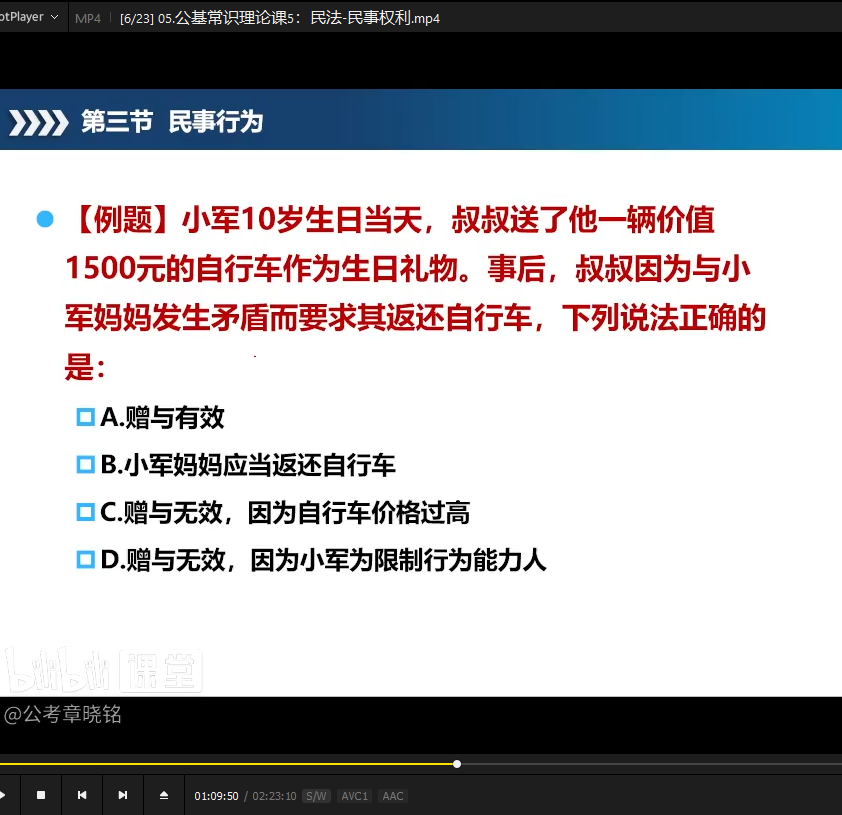 otPlayer MP4 [6/23] 05.公基常识理论课5：民法-民事权利.mp4
第三节 民事行为
【例题】小军10岁生日当天，叔叔送了他一辆价值
1500元的自行车作为生日礼物。事后，叔叔因为与小
军妈妈发生矛盾而要求其返还自行车，下列说法正确的
是：
A.赠与有效
B.小军妈妈应当返还自行车
C.赠与无效，因为自行车价格过高
D.赠与无效，因为小军为限制行为能力人
bilibili 课堂
@公考章晓铭
01:09:50 / 02:23:10 S/W AVC1 AAC